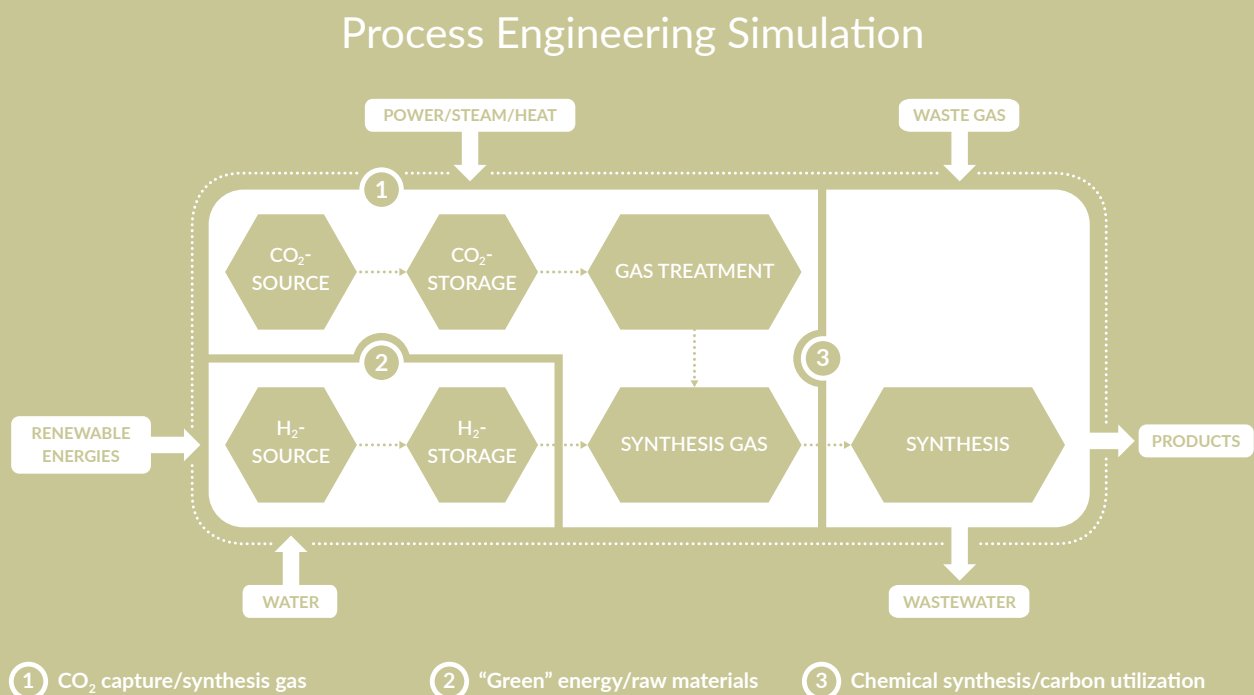 Process Engineering Simulation
POWER/STEAM/HEAT
WASTE GAS
1
CO₂-
SOURCE
CO₂-
STORAGE
GAS TREATMENT
2
3
RENEWABLE
ENERGIES
H₂-
SOURCE
H₂-
STORAGE
SYNTHESIS GAS
SYNTHESIS
PRODUCTS
WATER
WASTEWATER
1 CO₂ capture/synthesis gas
2 “Green” energy/raw materials
3 Chemical synthesis/carbon utilization